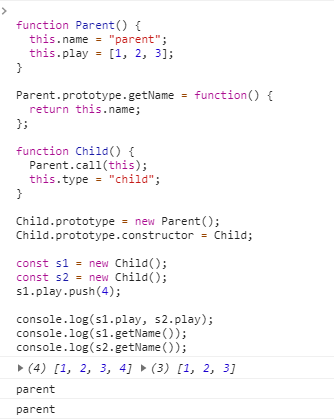 function Parent() {
  this.name = "parent";
  this.play = [1, 2, 3];
}
Parent.prototype.getName = function() {
  return this.name;
};
function Child() {
  Parent.call(this);
  this.type = "child";
}
Child.prototype = new Parent();
Child.prototype.constructor = Child;
const s1 = new Child();
const s2 = new Child();
s1.play.push(4);
console.log(s1.play, s2.play);
console.log(s1.getName());
console.log(s2.getName());
▶(4) [1, 2, 3, 4] ▶(3) [1, 2, 3]
parent
parent